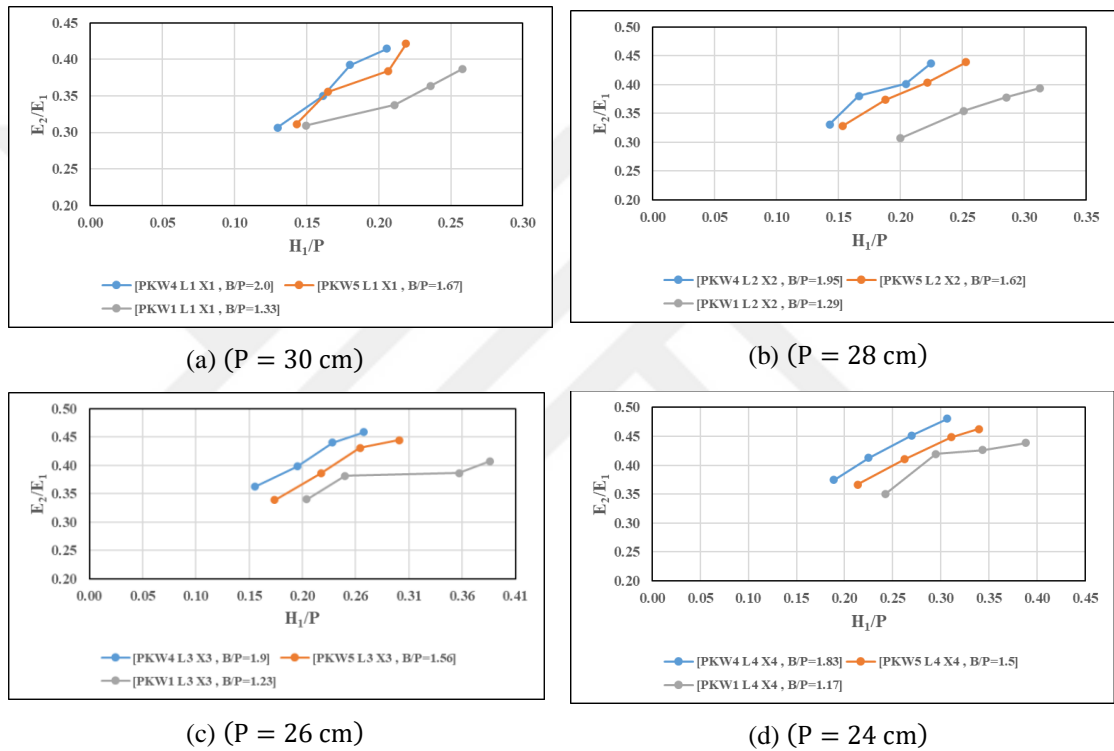 0.45
0.40
0.35
0.30
0.25
0.20
E₂/E₁
0.00 0.05 0.10 0.15 0.20 0.25 0.30
H₁/P
[PKW4 L1 X1 , B/P=2.0] [PKW5 L1 X1 , B/P=1.67]
[PKW1 L1 X1 , B/P=1.33]
(a) (P = 30 cm)
0.50
0.45
0.40
0.35
0.30
0.25
0.20
E₂/E₁
0.00 0.05 0.10 0.15 0.20 0.25 0.30 0.35
H₁/P
[PKW4 L2 X2 , B/P=1.95] [PKW5 L2 X2 , B/P=1.62]
[PKW1 L2 X2 , B/P=1.29]
(b) (P = 28 cm)
0.50
0.45
0.40
0.35
0.30
0.25
0.20
E₂/E₁
0.00 0.05 0.10 0.15 0.20 0.26 0.31 0.36 0.41
H₁/P
[PKW4 L3 X3 , B/P=1.9] [PKW5 L3 X3 , B/P=1.56]
[PKW1 L3 X3 , B/P=1.23]
(c) (P = 26 cm)
0.50
0.45
0.40
0.35
0.30
0.25
0.20
E₂/E₁
0.00 0.05 0.10 0.15 0.20 0.25 0.30 0.35 0.40 0.45
H₁/P
[PKW4 L4 X4 , B/P=1.83] [PKW5 L4 X4 , B/P=1.5]
[PKW1 L4 X4 , B/P=1.17]
(d) (P = 24 cm)